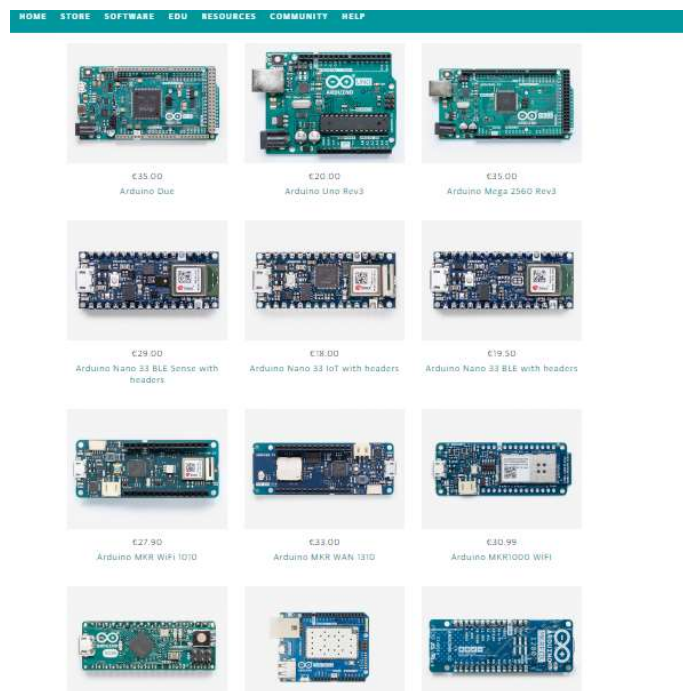 HOME STORE SOFTWARE EDU RESOURCES COMMUNITY HELP
UNO
ARDUINO
€35.00 €20.00 €35.00
Arduino Due Arduino Uno Rev3 Arduino Mega 2560 Rev3
€29.00 €18.00 €19.50
Arduino Nano 33 BLE Sense with headers Arduino Nano 33 IoT with headers Arduino Nano 33 BLE with headers
€27.90 €33.00 €30.99
Arduino MKR WiFi 1010 Arduino MKR WAN 1310 Arduino MKR1000 WIFI